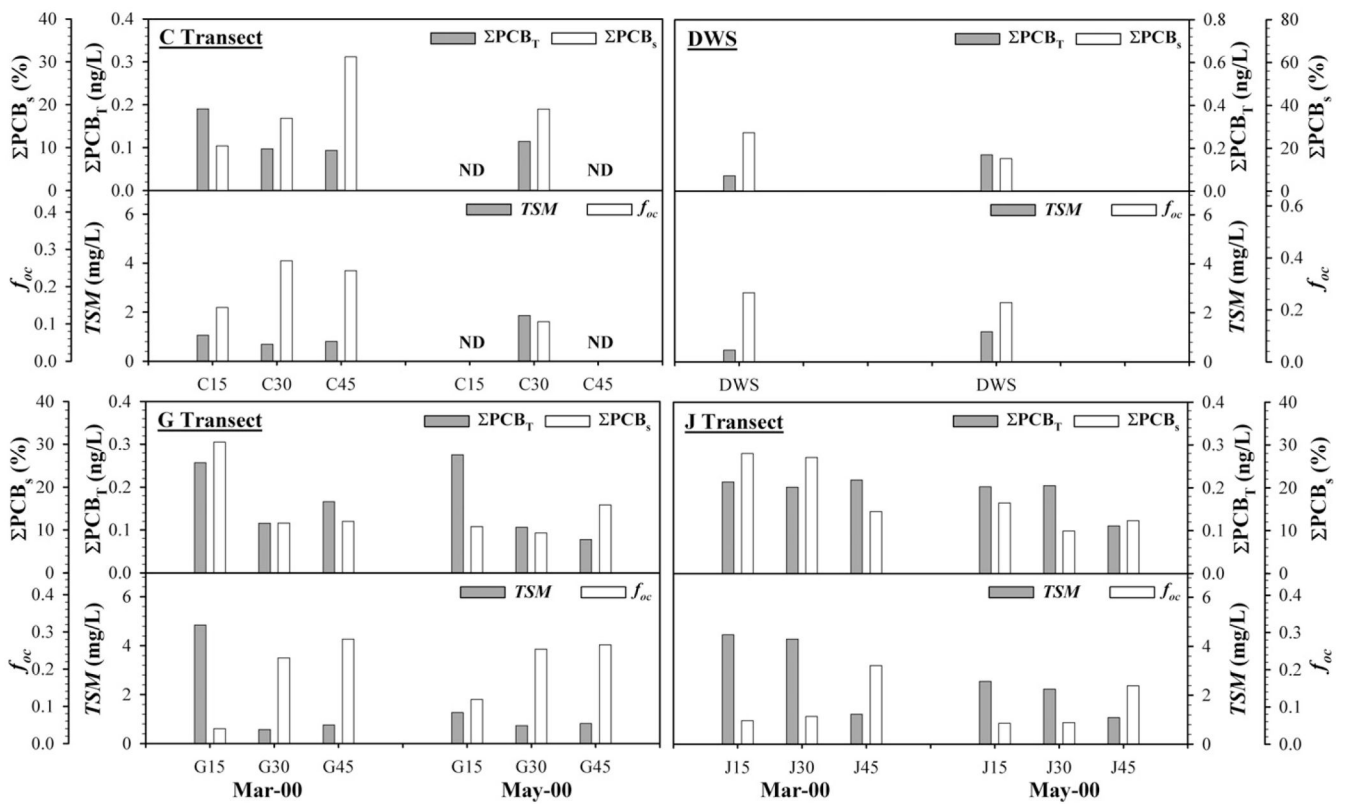 C Transect
ΣPCB_T ΣPCB_s
ΣPCB_s (%)
40
30
20
10
0
ΣPCB_T (ng/L)
0.4
0.3
0.2
0.1
0.0
ND ND
TSM f_oc
f_oc
0.4
0.3
0.2
0.1
0.0
TSM (mg/L)
6
4
2
0
ND ND
C15 C30 C45 C15 C30 C45
DWS
ΣPCB_T ΣPCB_s
0.8
0.6
0.4
0.2
0.0
ΣPCB_T (ng/L)
80
60
40
20
0
ΣPCB_s (%)
TSM f_oc
6
4
2
0
TSM (mg/L)
0.6
0.4
0.2
0.0
f_oc
DWS DWS
G Transect
ΣPCB_T ΣPCB_s
ΣPCB_s (%)
40
30
20
10
0
ΣPCB_T (ng/L)
0.4
0.3
0.2
0.1
0.0
TSM f_oc
f_oc
0.4
0.3
0.2
0.1
0.0
TSM (mg/L)
6
4
2
0
G15 G30 G45 G15 G30 G45
Mar-00 May-00
J Transect
ΣPCB_T ΣPCB_s
0.4
0.3
0.2
0.1
0.0
ΣPCB_T (ng/L)
40
30
20
10
0
ΣPCB_s (%)
TSM f_oc
6
4
2
0
TSM (mg/L)
0.4
0.3
0.2
0.1
0.0
f_oc
J15 J30 J45 J15 J30 J45
Mar-00 May-00